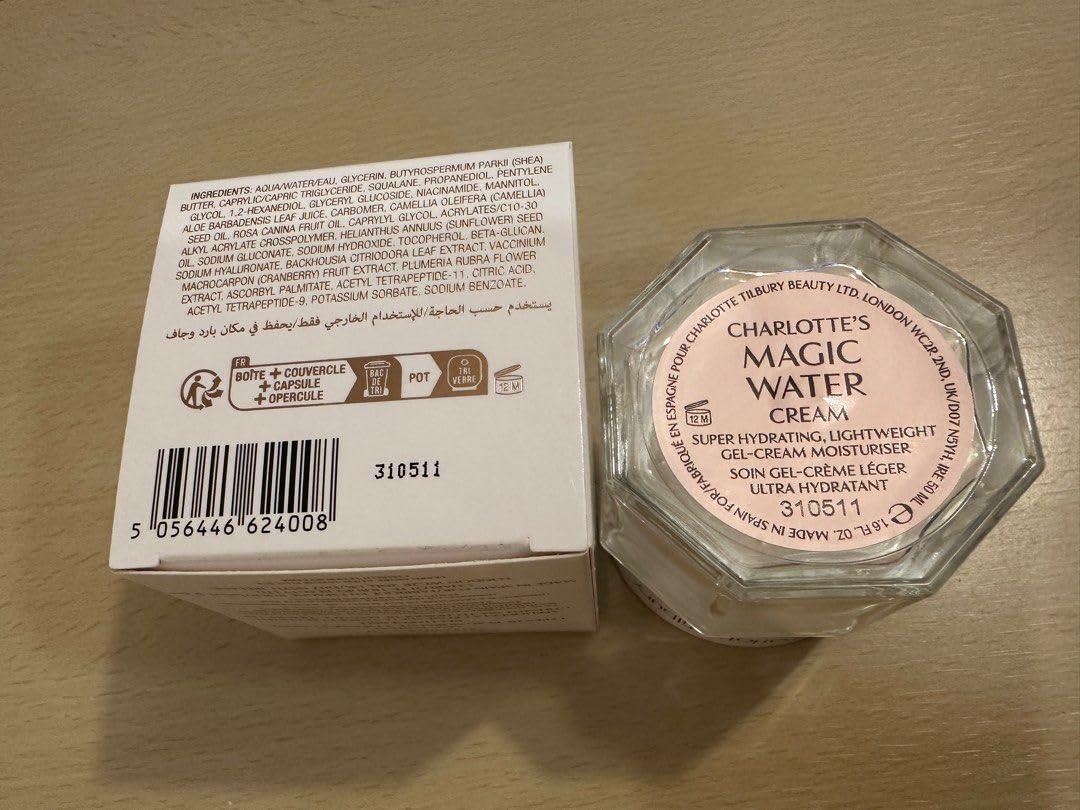 INGREDIENTS: AQUA/WATER/EAU, GLYCERIN, BUTYROSPERMUM PARKII (SHEA)
BUTTER, CAPRYLIC/CAPRIC TRIGLYCERIDE, SQUALANE, PROPANEDIOL, PENTYLENE
GLYCOL, 1,2-HEXANEDIOL, GLYCERYL GLUCOSIDE, NIACINAMIDE, MANNITOL,
ALOE BARBADENSIS LEAF JUICE, CARBOMER, CAMELLIA OLEIFERA (CAMELLIA)
SEED OIL, ROSA CANINA FRUIT OIL, CAPRYLYL GLYCOL, ACRYLATES/C10-30
ALKYL ACRYLATE CROSSPOLYMER, HELIANTHUS ANNUUS (SUNFLOWER) SEED
OIL, SODIUM GLUCONATE, SODIUM HYDROXIDE, TOCOPHEROL, BETA-GLUCAN,
SODIUM HYALURONATE, BACKHOUSIA CITRIODORA LEAF EXTRACT, VACCINIUM
MACROCARPON (CRANBERRY) FRUIT EXTRACT, PLUMERIA RUBRA FLOWER
EXTRACT, ASCORBYL PALMITATE, ACETYL TETRAPEPTIDE-11, CITRIC ACID,
ACETYL TETRAPEPTIDE-9, POTASSIUM SORBATE, SODIUM BENZOATE.
يستخدم حسب الحاجة/للإستخدام الخارجي فقط/يحفظ في مكان بارد وجاف
FR
BOÎTE + COUVERCLE
+ CAPSULE
+ OPERCULE
BAC
DE
TRI
POT
TRI
VERRE
12 M
310511
5 056446 624008
MADE IN SPAIN FOR/FABRIQUÉ EN ESPAGNE POUR CHARLOTTE TILBURY BEAUTY LTD, LONDON WC2R 2ND, UK/D07 N5YH, IRE 50 ML ℮ 1.6 FL. OZ.
CHARLOTTE'S
MAGIC
WATER
CREAM
12 M
SUPER HYDRATING, LIGHTWEIGHT
GEL-CREAM MOISTURISER
SOIN GEL-CRÈME LÉGER
ULTRA HYDRATANT
310511